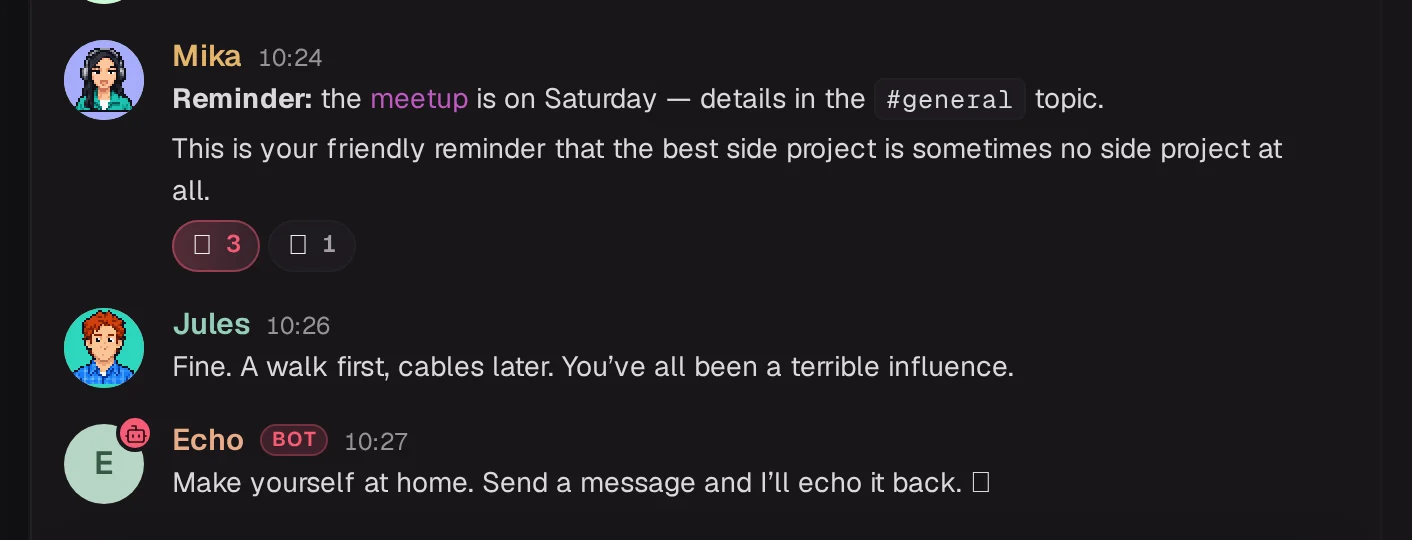 Mika 10:24
Reminder: the meetup is on Saturday — details in the #general topic.
This is your friendly reminder that the best side project is sometimes no side project at
all.
3 1
Jules 10:26
Fine. A walk first, cables later. You’ve all been a terrible influence.
E
Echo BOT 10:27
Make yourself at home. Send a message and I’ll echo it back.